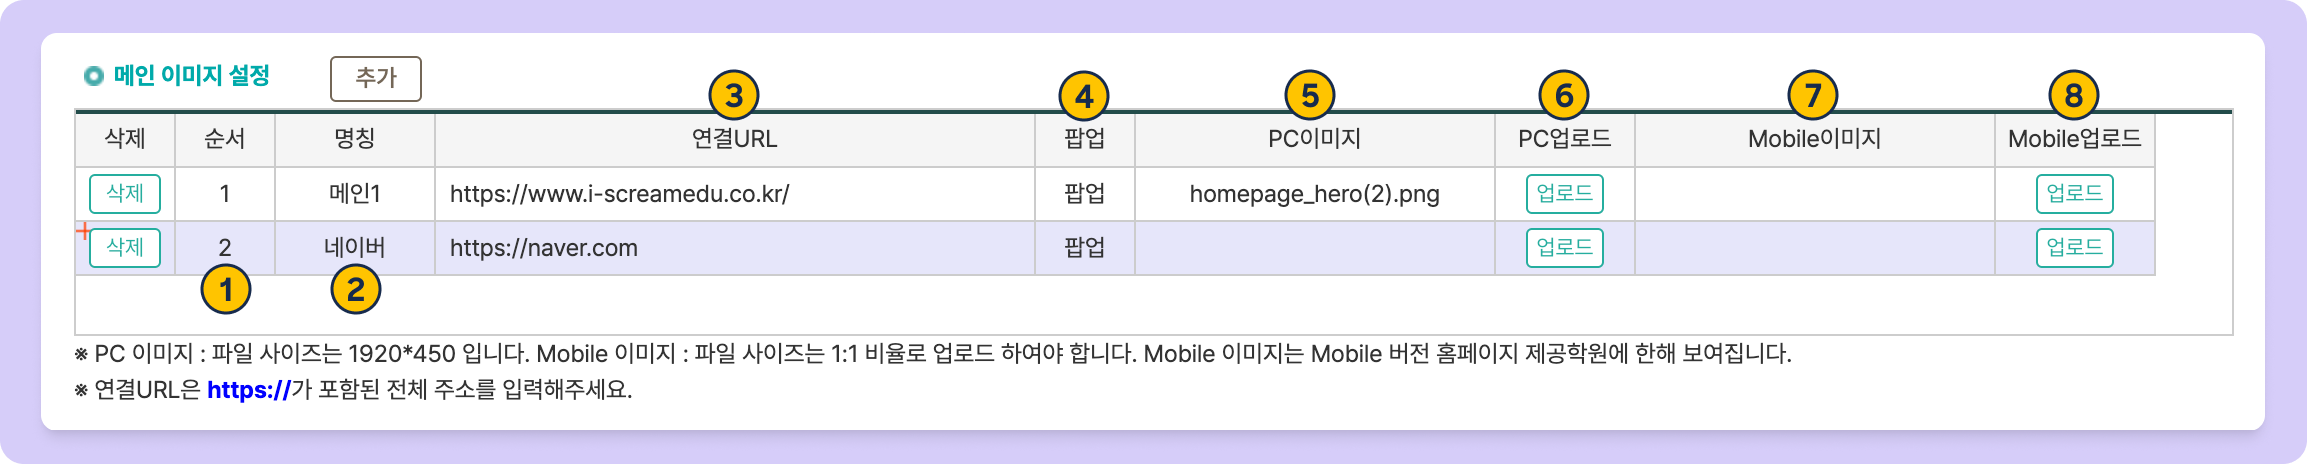 메인 이미지 설정 추가
3 4 5 6 7 8
삭제 순서 명칭 연결URL 팝업 PC이미지 PC업로드 Mobile이미지 Mobile업로드
삭제 1 메인1 https://www.i-screamedu.co.kr/ 팝업 homepage_hero(2).png 업로드 업로드
삭제 2 네이버 https://naver.com 팝업 업로드 업로드
1 2
※ PC 이미지 : 파일 사이즈는 1920*450 입니다. Mobile 이미지 : 파일 사이즈는 1:1 비율로 업로드 하여야 합니다. Mobile 이미지는 Mobile 버전 홈페이지 제공학원에 한해 보여집니다.
※ 연결URL은 https://가 포함된 전체 주소를 입력해주세요.